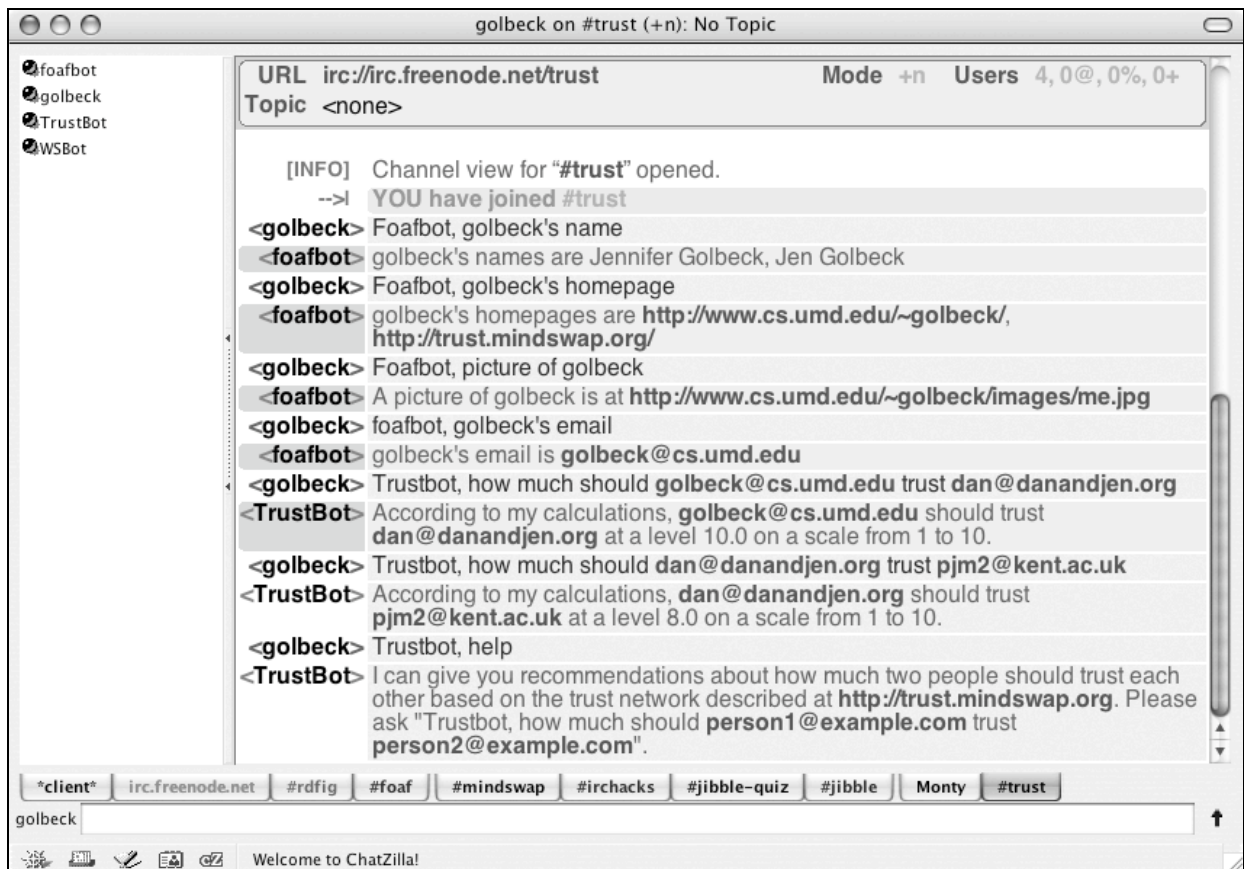 golbeck on #trust (+n): No Topic
foafbot
golbeck
TrustBot
WSBot
URL irc://irc.freenode.net/trust Mode +n Users 4, 0@, 0%, 0+
Topic <none>
[INFO] Channel view for “#trust” opened.
-->| YOU have joined #trust
<golbeck> Foafbot, golbeck's name
<foafbot> golbeck's names are Jennifer Golbeck, Jen Golbeck
<golbeck> Foafbot, golbeck's homepage
<foafbot> golbeck's homepages are http://www.cs.umd.edu/~golbeck/,
http://trust.mindswap.org/
<golbeck> Foafbot, picture of golbeck
<foafbot> A picture of golbeck is at http://www.cs.umd.edu/~golbeck/images/me.jpg
<golbeck> foafbot, golbeck's email
<foafbot> golbeck's email is golbeck@cs.umd.edu
<golbeck> Trustbot, how much should golbeck@cs.umd.edu trust dan@danandjen.org
<TrustBot> According to my calculations, golbeck@cs.umd.edu should trust
dan@danandjen.org at a level 10.0 on a scale from 1 to 10.
<golbeck> Trustbot, how much should dan@danandjen.org trust pjm2@kent.ac.uk
<TrustBot> According to my calculations, dan@danandjen.org should trust
pjm2@kent.ac.uk at a level 8.0 on a scale from 1 to 10.
<golbeck> Trustbot, help
<TrustBot> I can give you recommendations about how much two people should trust each
other based on the trust network described at http://trust.mindswap.org. Please
ask "Trustbot, how much should person1@example.com trust
person2@example.com".
*client* irc.freenode.net #rdfig #foaf #mindswap #irchacks #jibble-quiz #jibble Monty #trust
golbeck
cZ Welcome to ChatZilla!